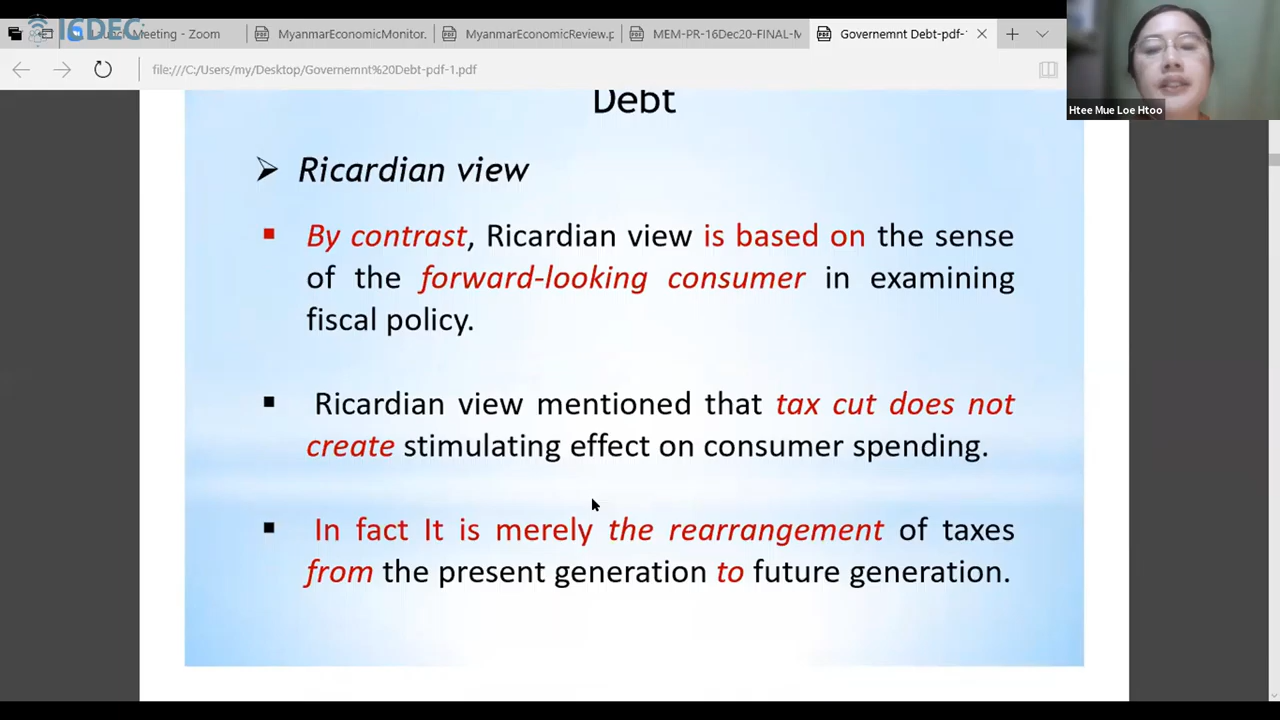 16DEC
Meeting - Zoom
MyanmarEconomicMonitor.
MyanmarEconomicReview.p
MEM-PR-16Dec20-FINAL-M
Governemnt Debt-pdf-
file:///C:/Users/my/Desktop/Governemnt%20Debt-pdf-1.pdf
Htee Mue Loe Htoo
Debt
Ricardian view
By contrast, Ricardian view is based on the sense
of the forward-looking consumer in examining
fiscal policy.
Ricardian view mentioned that tax cut does not
create stimulating effect on consumer spending.
In fact It is merely the rearrangement of taxes
from the present generation to future generation.